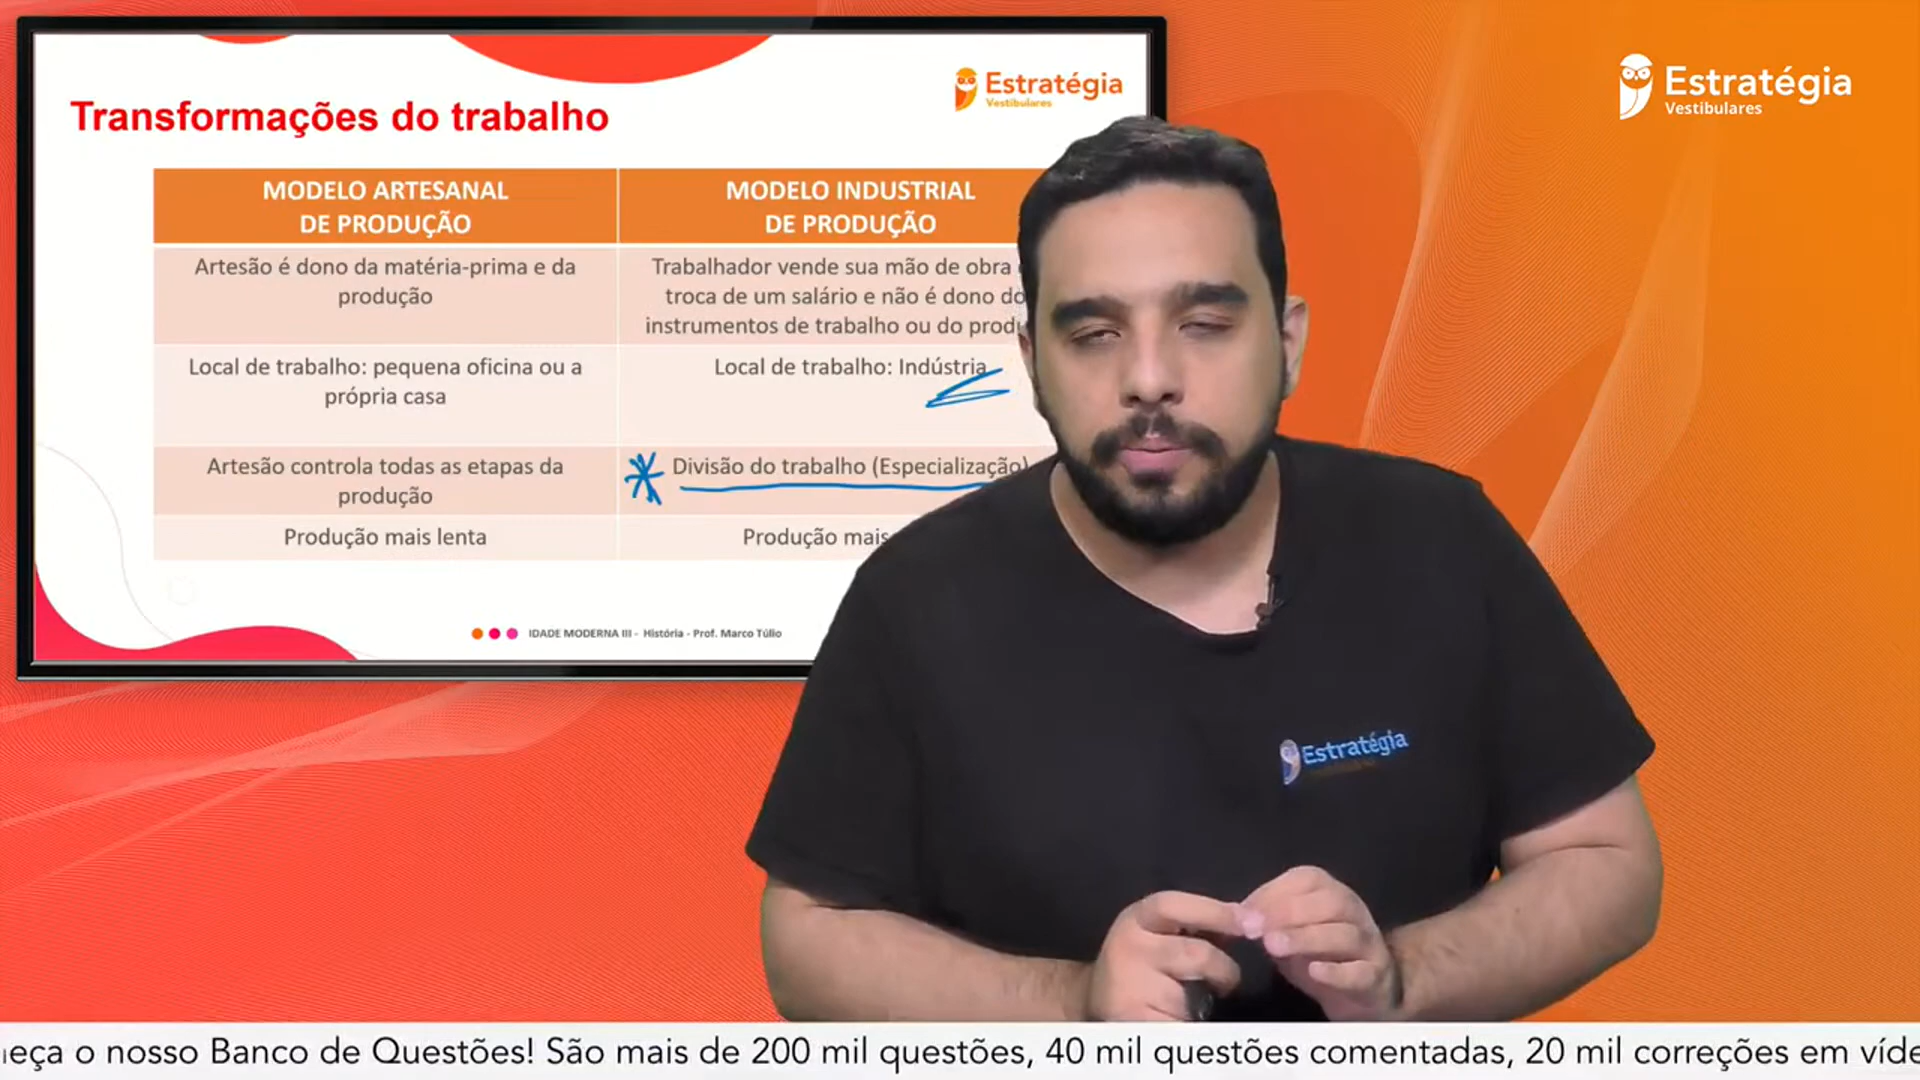 Estratégia
Vestibulares
Transformações do trabalho
Estratégia
Vestibulares
MODELO ARTESANAL
DE PRODUÇÃO
MODELO INDUSTRIAL
DE PRODUÇÃO
Artesão é dono da matéria-prima e da
produção
Trabalhador vende sua mão de obra
troca de um salário e não é dono
instrumentos de trabalho ou do
Local de trabalho: pequena oficina ou a
própria casa
Local de trabalho: Indústria
Artesão controla todas as etapas da
produção
Divisão do trabalho (Especialização)
Produção mais lenta
Produção mais
IDADE MODERNA III - História - Prof. Marco Túlio
Estratégia
o nosso Banco de Questões! São mais de 200 mil questões, 40 mil questões comentadas, 20 mil correções em